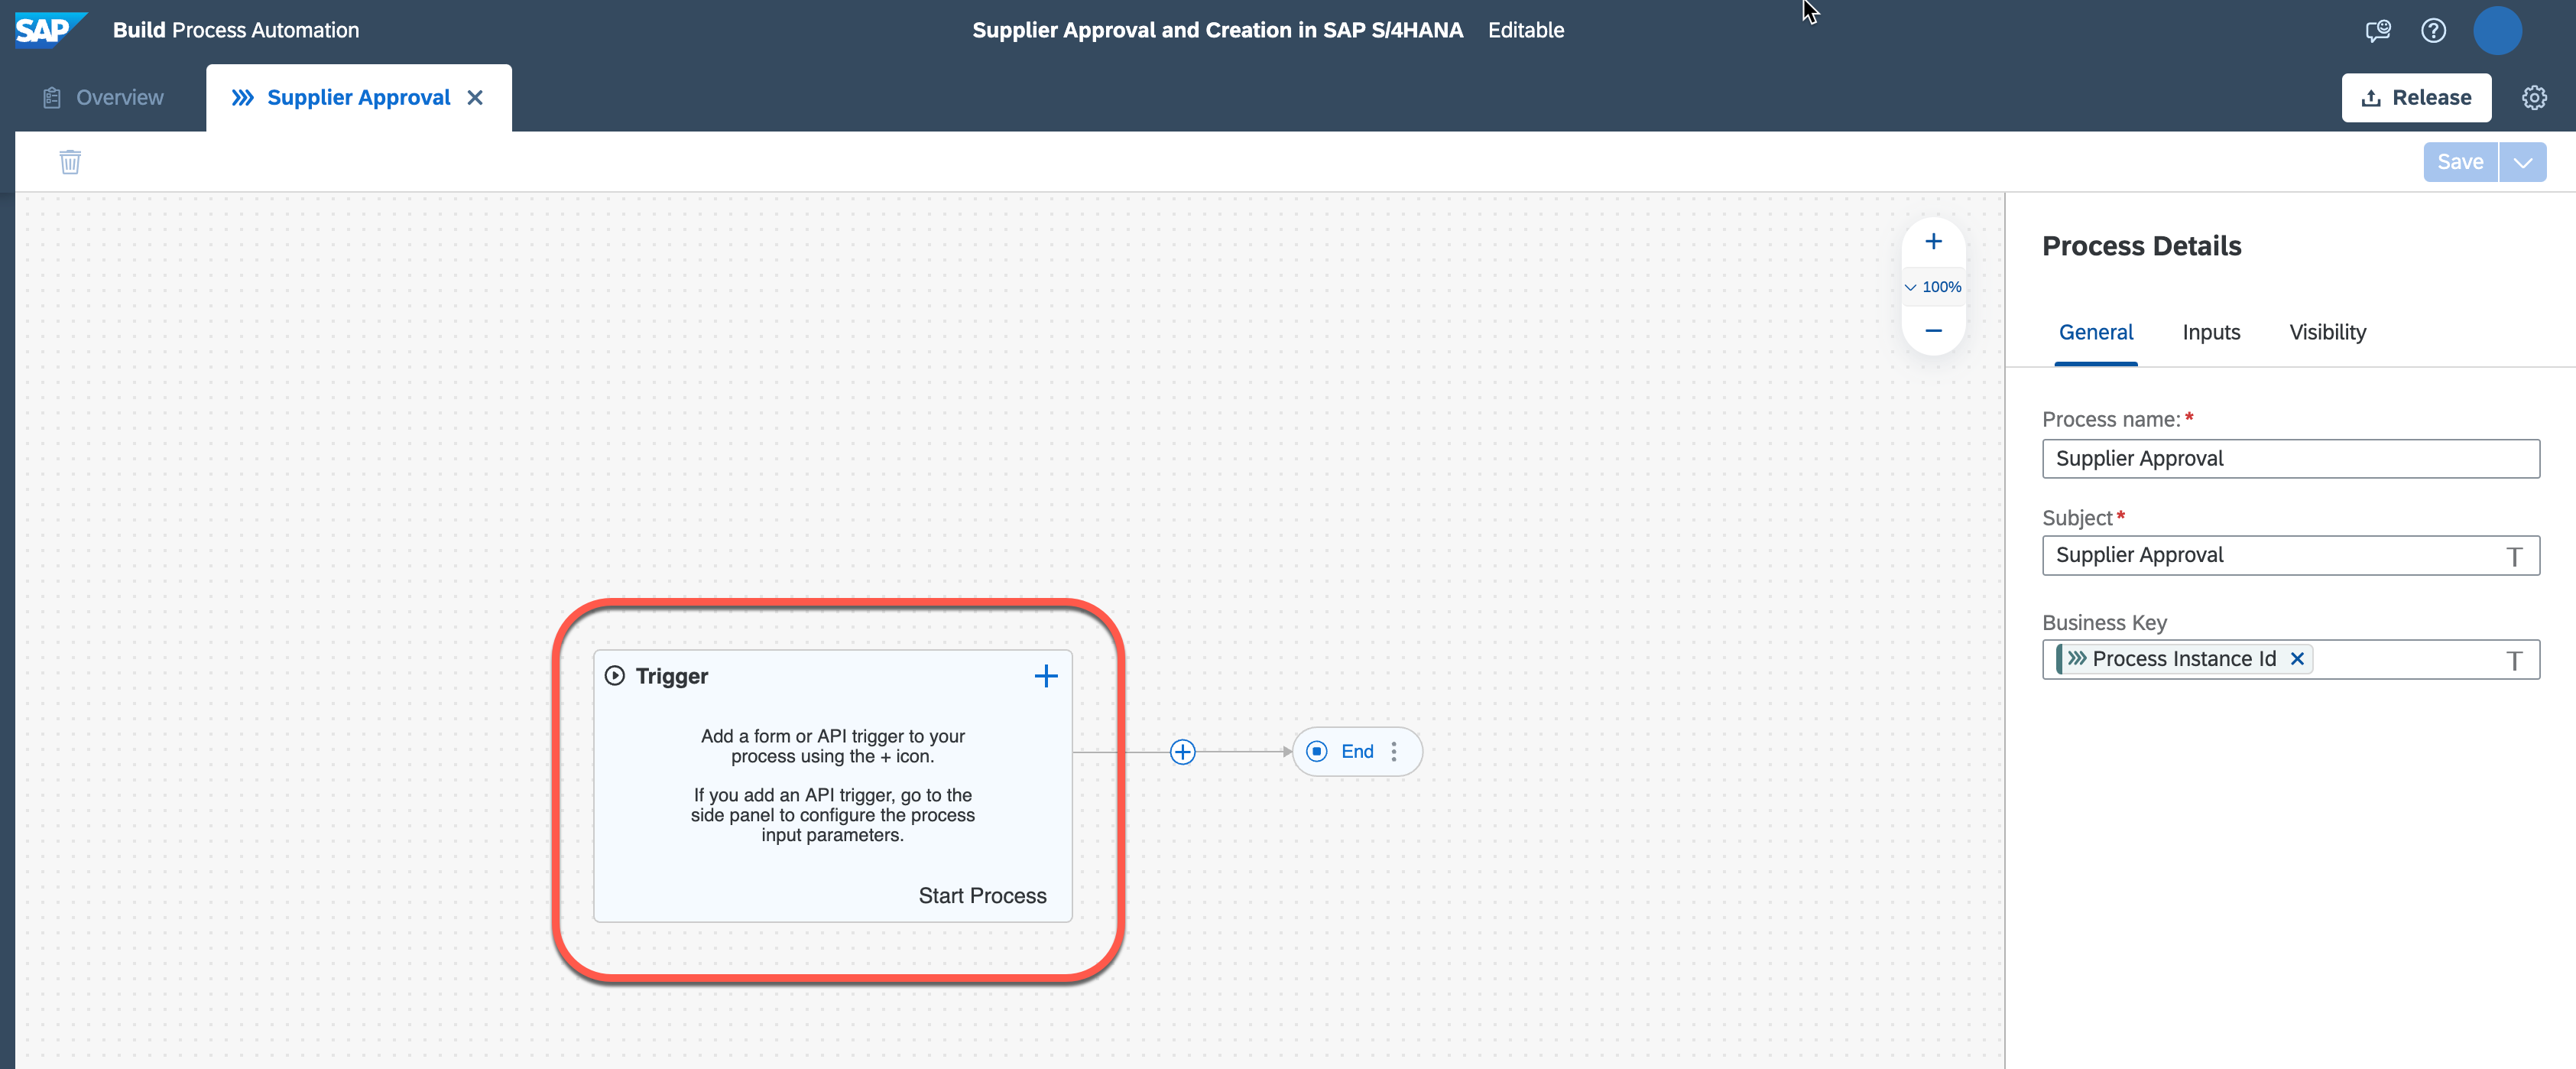 SAP Build Process Automation
Supplier Approval and Creation in SAP S/4HANA Editable
Overview
Supplier Approval
Release
Save
100%
Trigger
Add a form or API trigger to your
process using the + icon.
If you add an API trigger, go to the
side panel to configure the process
input parameters.
Start Process
End
Process Details
General Inputs Visibility
Process name:*
Supplier Approval
Subject*
Supplier Approval
Business Key
Process Instance Id